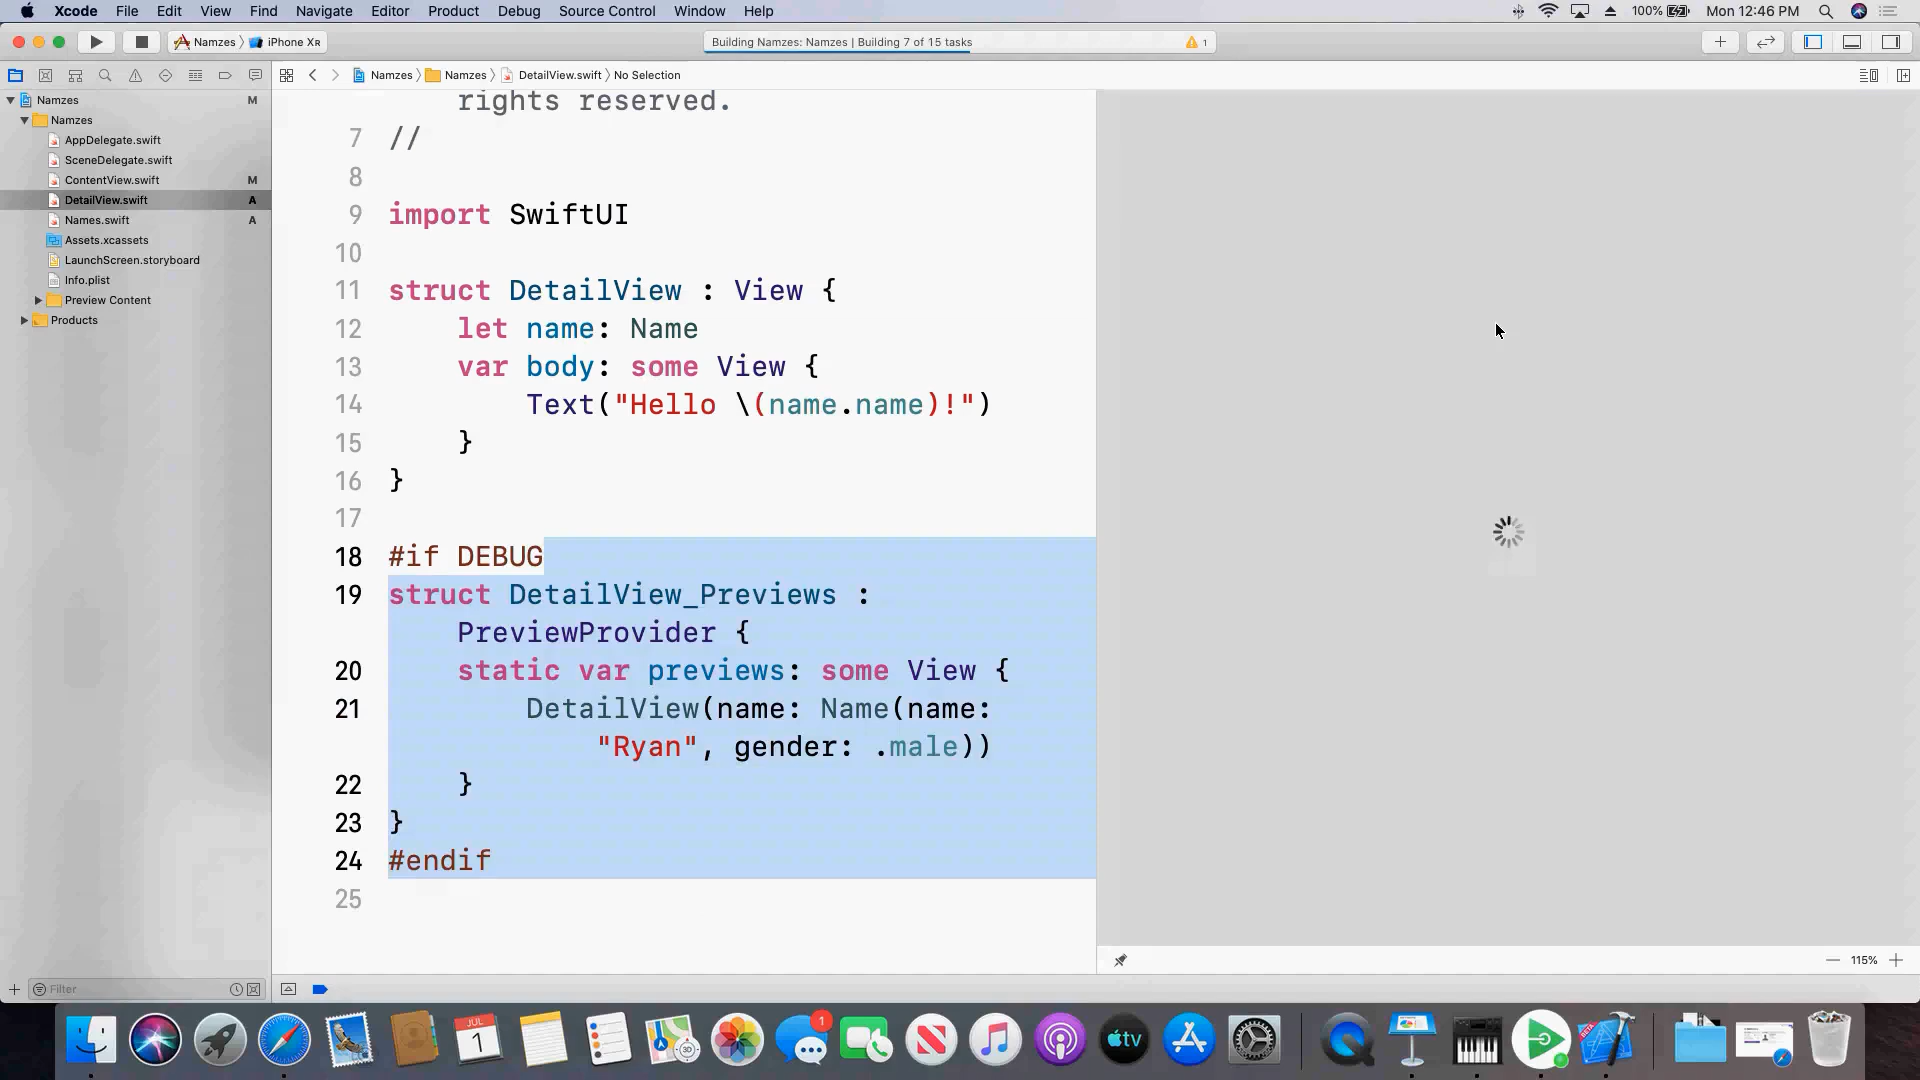 Xcode File Edit View Find Navigate Editor Product Debug Source Control Window Help 100% Mon 12:46 PM
Namzes iPhone XR Building Namzes: Namzes | Building 7 of 15 tasks 1
Namzes Namzes DetailView.swift No Selection
Namzes M
Namzes
AppDelegate.swift
SceneDelegate.swift
ContentView.swift M
DetailView.swift A
Names.swift A
Assets.xcassets
LaunchScreen.storyboard
Info.plist
Preview Content
Products
rights reserved.
7 //
8
9 import SwiftUI
10
11 struct DetailView : View {
12 let name: Name
13 var body: some View {
14 Text("Hello \(name.name)!")
15 }
16 }
17
18 #if DEBUG
19 struct DetailView_Previews :
PreviewProvider {
20 static var previews: some View {
21 DetailView(name: Name(name:
"Ryan", gender: .male))
22 }
23 }
24 #endif
25
115%
Filter
JUL
1
1
tv
BETA